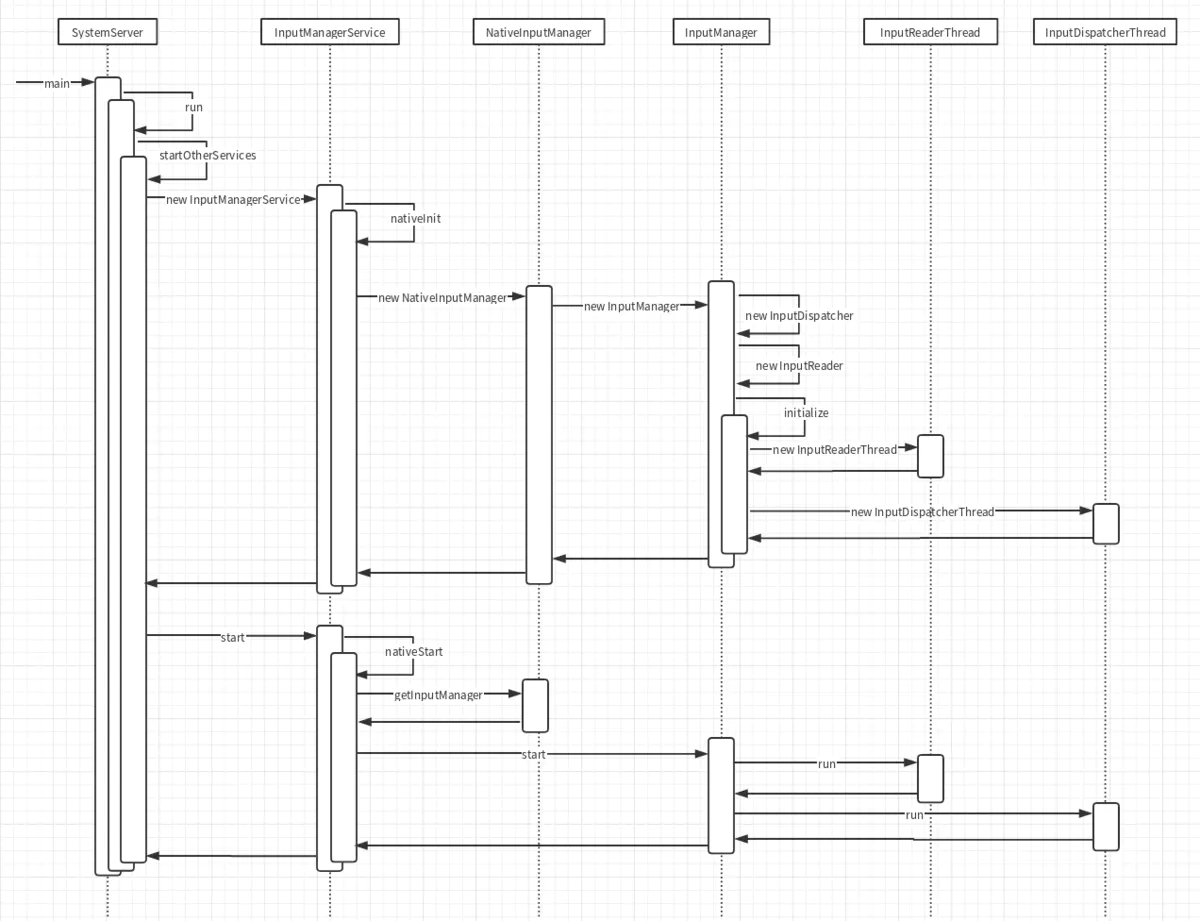 SystemServer
InputManagerService
NativeInputManager
InputManager
InputReaderThread
InputDispatcherThread
main
run
startOtherServices
new InputManagerService
nativeInit
new NativeInputManager
new InputManager
new InputDispatcher
new InputReader
initialize
new InputReaderThread
new InputDispatcherThread
start
nativeStart
getInputManager
start
run
run